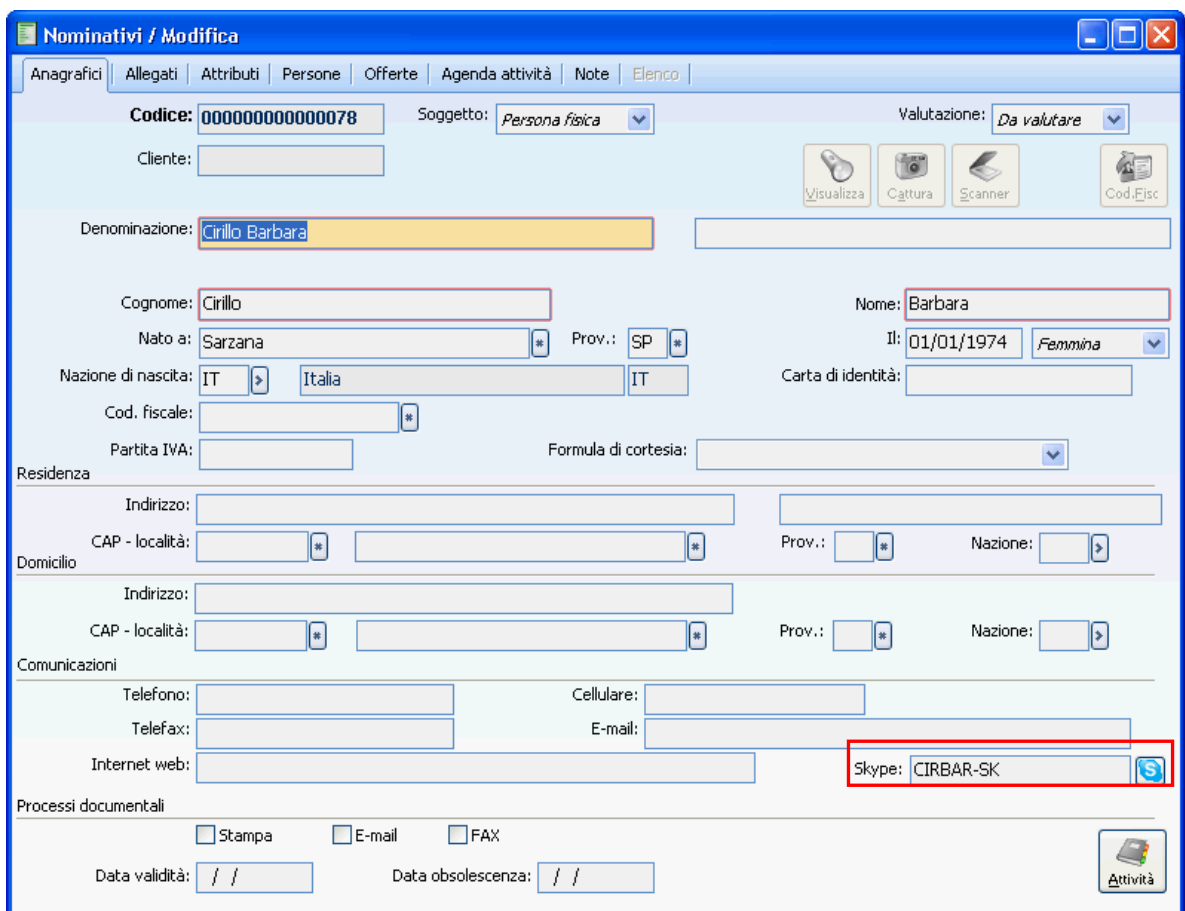 Nominativi / Modifica
Anagrafici Allegati Attributi Persone Offerte Agenda attività Note Elenco
Codice: 000000000000078 Soggetto: Persona fisica Valutazione: Da valutare
Cliente:
Visualizza Cattura Scanner Cod.Fisc
Denominazione: Cirillo Barbara
Cognome: Cirillo Nome: Barbara
Nato a: Sarzana Prov.: SP Il: 01/01/1974 Femmina
Nazione di nascita: IT Italia IT Carta di identità:
Cod. fiscale:
Partita IVA: Formula di cortesia:
Residenza
Indirizzo:
CAP - località: Prov.: Nazione:
Domicilio
Indirizzo:
CAP - località: Prov.: Nazione:
Comunicazioni
Telefono: Cellulare:
Telefax: E-mail:
Internet web: Skype: CIRBAR-SK
Processi documentali
Stampa E-mail FAX
Data validità: / / Data obsolescenza: / /
Attività